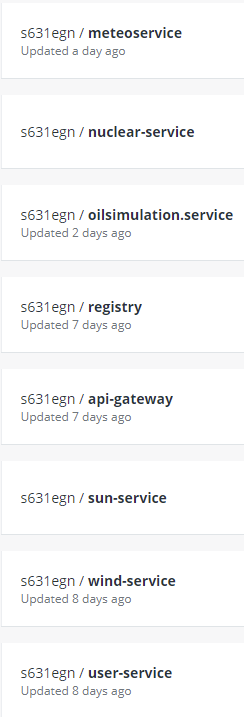 s631egn / meteoservice
Updated a day ago
s631egn / nuclear-service
s631egn / oilsimulation.service
Updated 2 days ago
s631egn / registry
Updated 7 days ago
s631egn / api-gateway
Updated 7 days ago
s631egn / sun-service
s631egn / wind-service
Updated 8 days ago
s631egn / user-service
Updated 8 days ago